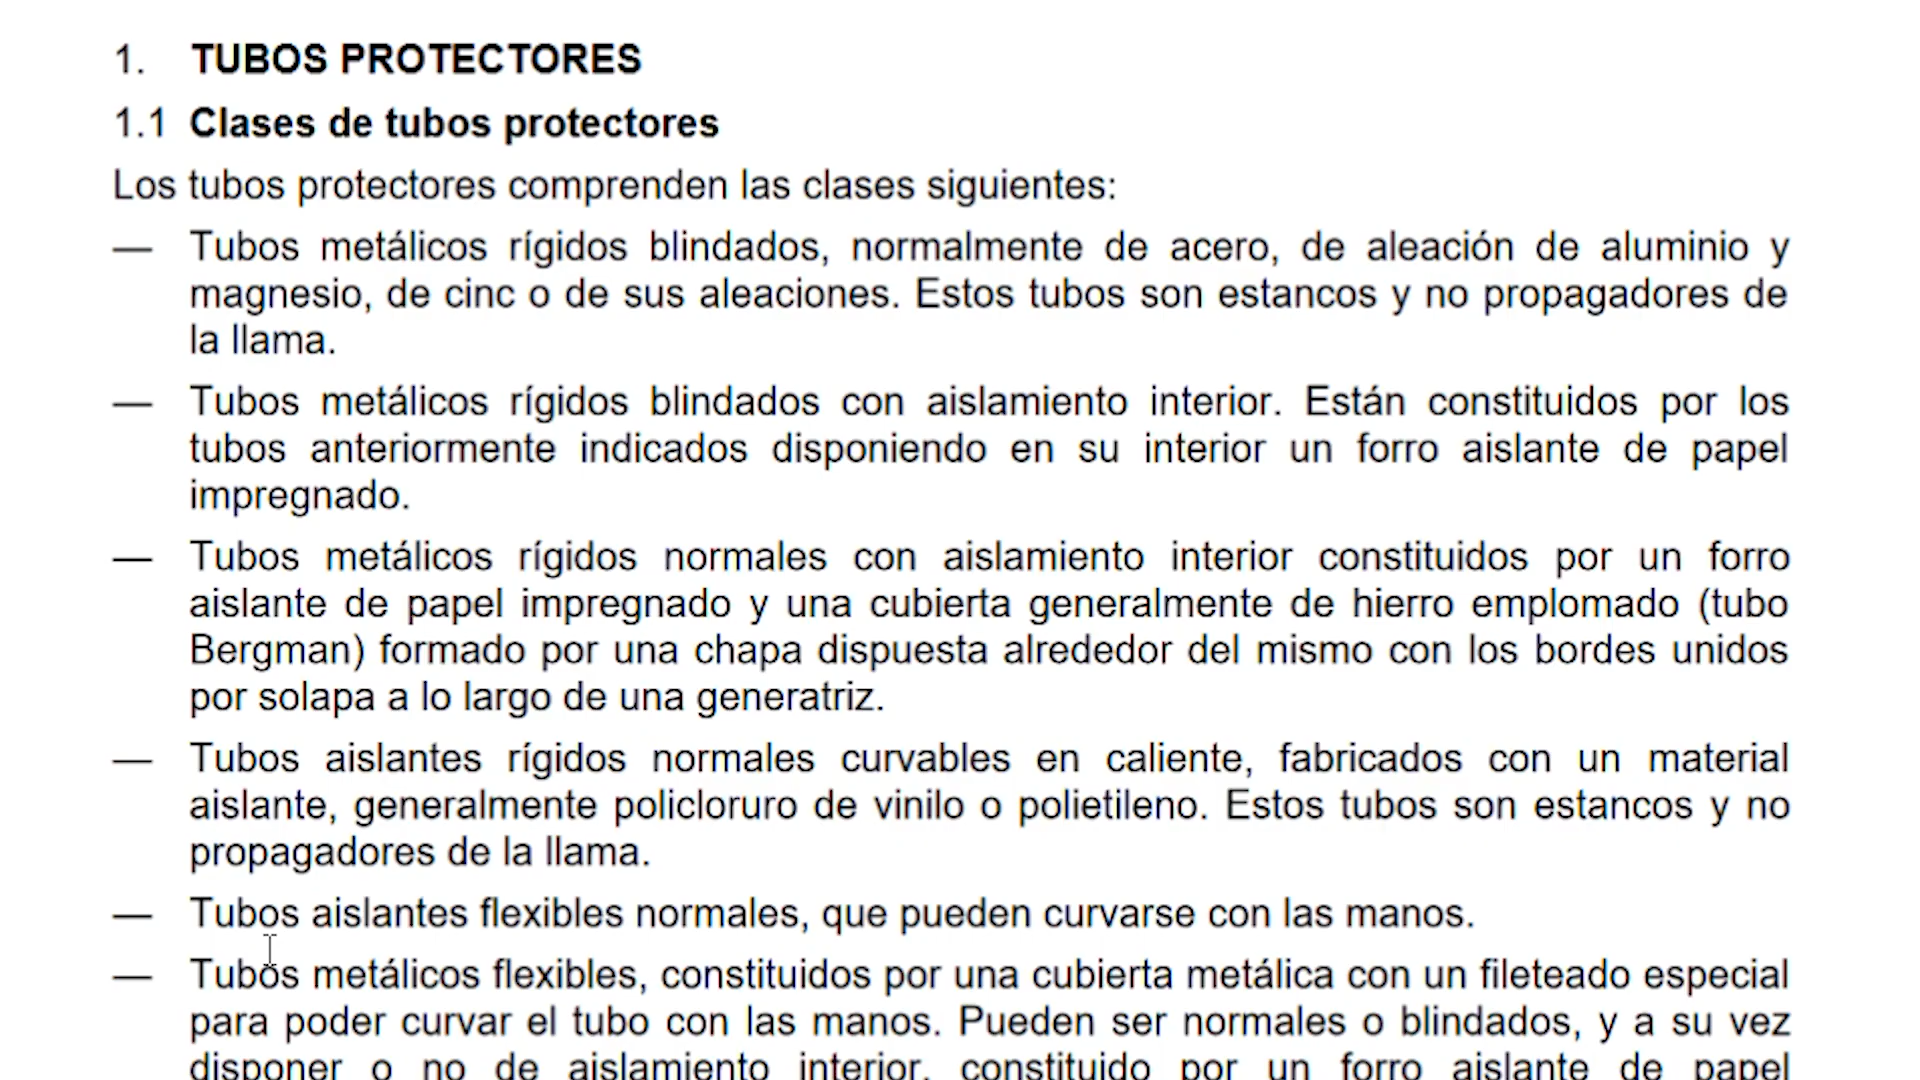 1. TUBOS PROTECTORES
1.1 Clases de tubos protectores
Los tubos protectores comprenden las clases siguientes:
— Tubos metálicos rígidos blindados, normalmente de acero, de aleación de aluminio y
magnesio, de cinc o de sus aleaciones. Estos tubos son estancos y no propagadores de
la llama.
— Tubos metálicos rígidos blindados con aislamiento interior. Están constituidos por los
tubos anteriormente indicados disponiendo en su interior un forro aislante de papel
impregnado.
— Tubos metálicos rígidos normales con aislamiento interior constituidos por un forro
aislante de papel impregnado y una cubierta generalmente de hierro emplomado (tubo
Bergman) formado por una chapa dispuesta alrededor del mismo con los bordes unidos
por solapa a lo largo de una generatriz.
— Tubos aislantes rígidos normales curvables en caliente, fabricados con un material
aislante, generalmente policloruro de vinilo o polietileno. Estos tubos son estancos y no
propagadores de la llama.
— Tubos aislantes flexibles normales, que pueden curvarse con las manos.
— Tubos metálicos flexibles, constituidos por una cubierta metálica con un fileteado especial
para poder curvar el tubo con las manos. Pueden ser normales o blindados, y a su vez
disponer o no de aislamiento interior, constituido por un forro aislante de papel